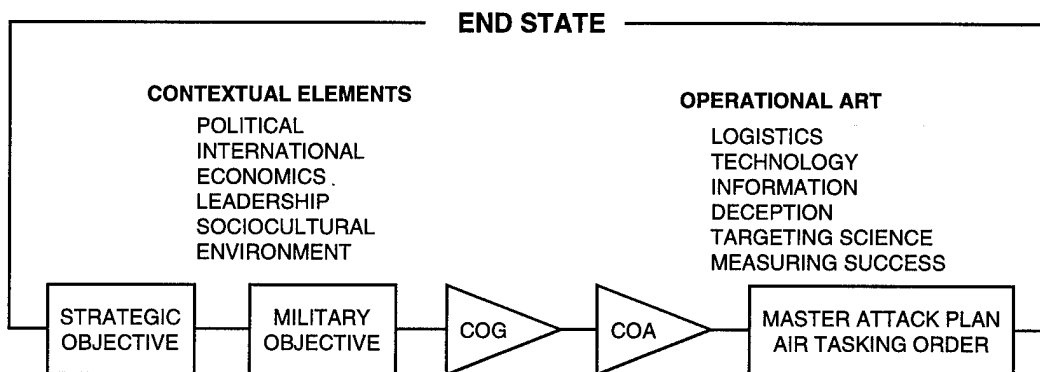 END STATE
CONTEXTUAL ELEMENTS
POLITICAL
INTERNATIONAL
ECONOMICS
LEADERSHIP
SOCIOCULTURAL
ENVIRONMENT
OPERATIONAL ART
LOGISTICS
TECHNOLOGY
INFORMATION
DECEPTION
TARGETING SCIENCE
MEASURING SUCCESS
STRATEGIC
OBJECTIVE
MILITARY
OBJECTIVE
COG
COA
MASTER ATTACK PLAN
AIR TASKING ORDER